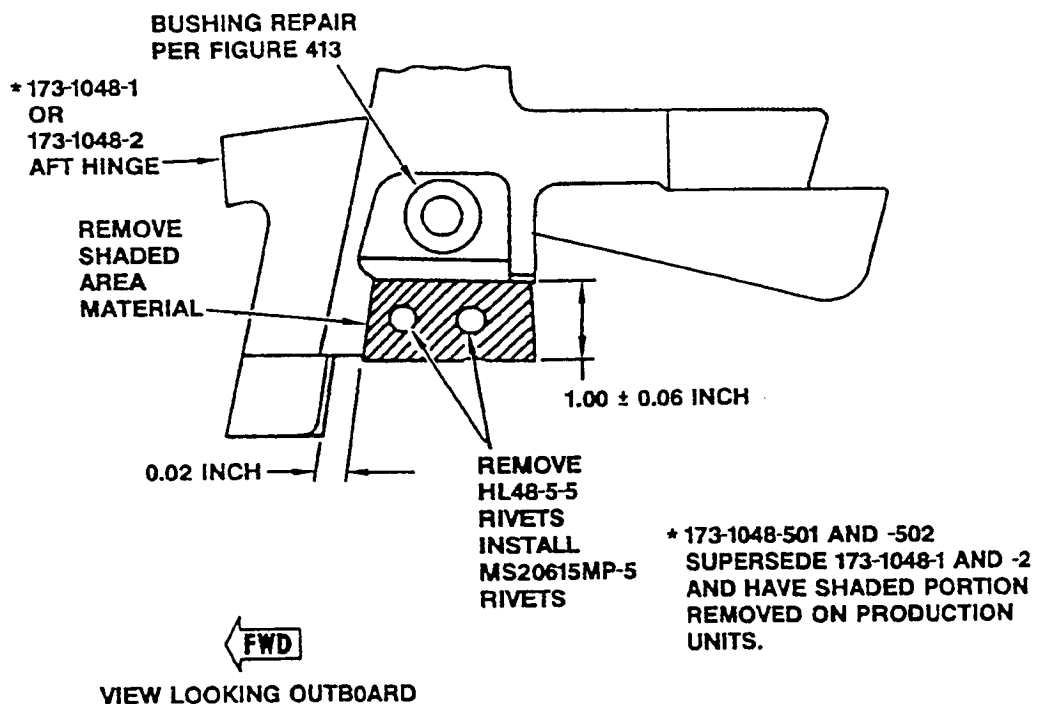 BUSHING REPAIR
PER FIGURE 413
* 173-1048-1
OR
173-1048-2
AFT HINGE
REMOVE
SHADED
AREA
MATERIAL
1.00 ± 0.06 INCH
0.02 INCH
REMOVE
HL48-5-5
RIVETS
INSTALL
MS20615MP-5
RIVETS
* 173-1048-501 AND -502
SUPERSEDE 173-1048-1 AND -2
AND HAVE SHADED PORTION
REMOVED ON PRODUCTION
UNITS.
FWD
VIEW LOOKING OUTBOARD